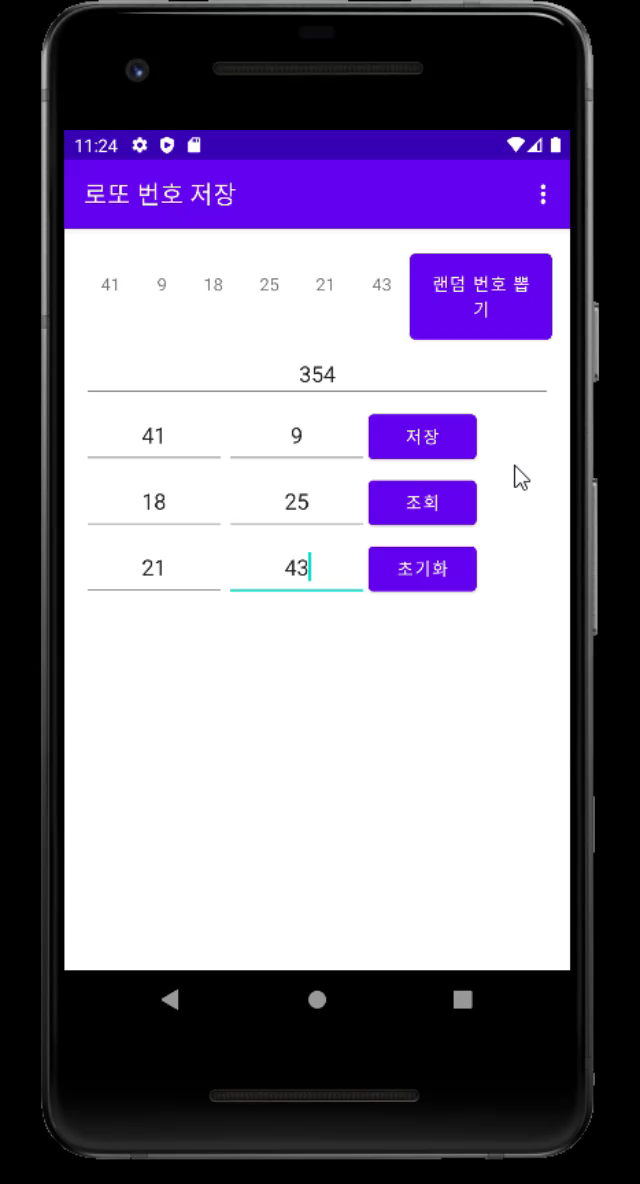 11:24
로또 번호 저장
41 9 18 25 21 43
랜덤 번호 뽑
기
354
41 9 저장
18 25 조회
21 43 초기화